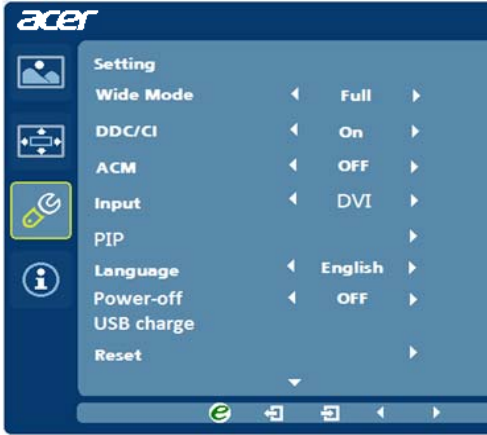 acer
Setting
Wide Mode Full
DDC/CI On
ACM OFF
Input DVI
PIP
Language English
Power-off OFF
USB charge
Reset
e